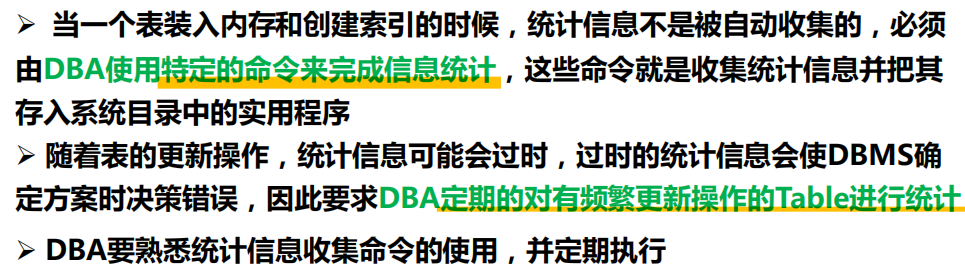 ➢ 当一个表装入内存和创建索引的时候，统计信息不是被自动收集的，必须
由DBA使用特定的命令来完成信息统计，这些命令就是收集统计信息并把其
存入系统目录中的实用程序
➢ 随着表的更新操作，统计信息可能会过时，过时的统计信息会使DBMS确
定方案时决策错误，因此要求DBA定期的对有频繁更新操作的Table进行统计
➢ DBA要熟悉统计信息收集命令的使用，并定期执行